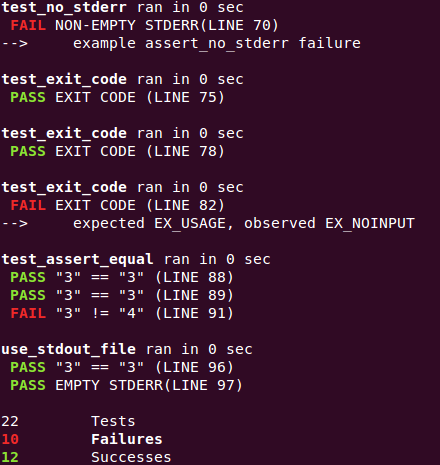 test_no_stderr ran in 0 sec
FAIL NON-EMPTY STDERR(LINE 70)
-->     example assert_no_stderr failure
test_exit_code ran in 0 sec
PASS EXIT CODE (LINE 75)
test_exit_code ran in 0 sec
PASS EXIT CODE (LINE 78)
test_exit_code ran in 0 sec
FAIL EXIT CODE (LINE 82)
-->     expected EX_USAGE, observed EX_NOINPUT
test_assert_equal ran in 0 sec
PASS "3" == "3" (LINE 88)
PASS "3" == "3" (LINE 89)
FAIL "3" != "4" (LINE 91)
use_stdout_file ran in 0 sec
PASS "3" == "3" (LINE 96)
PASS EMPTY STDERR(LINE 97)
22        Tests
10        Failures
12        Successes